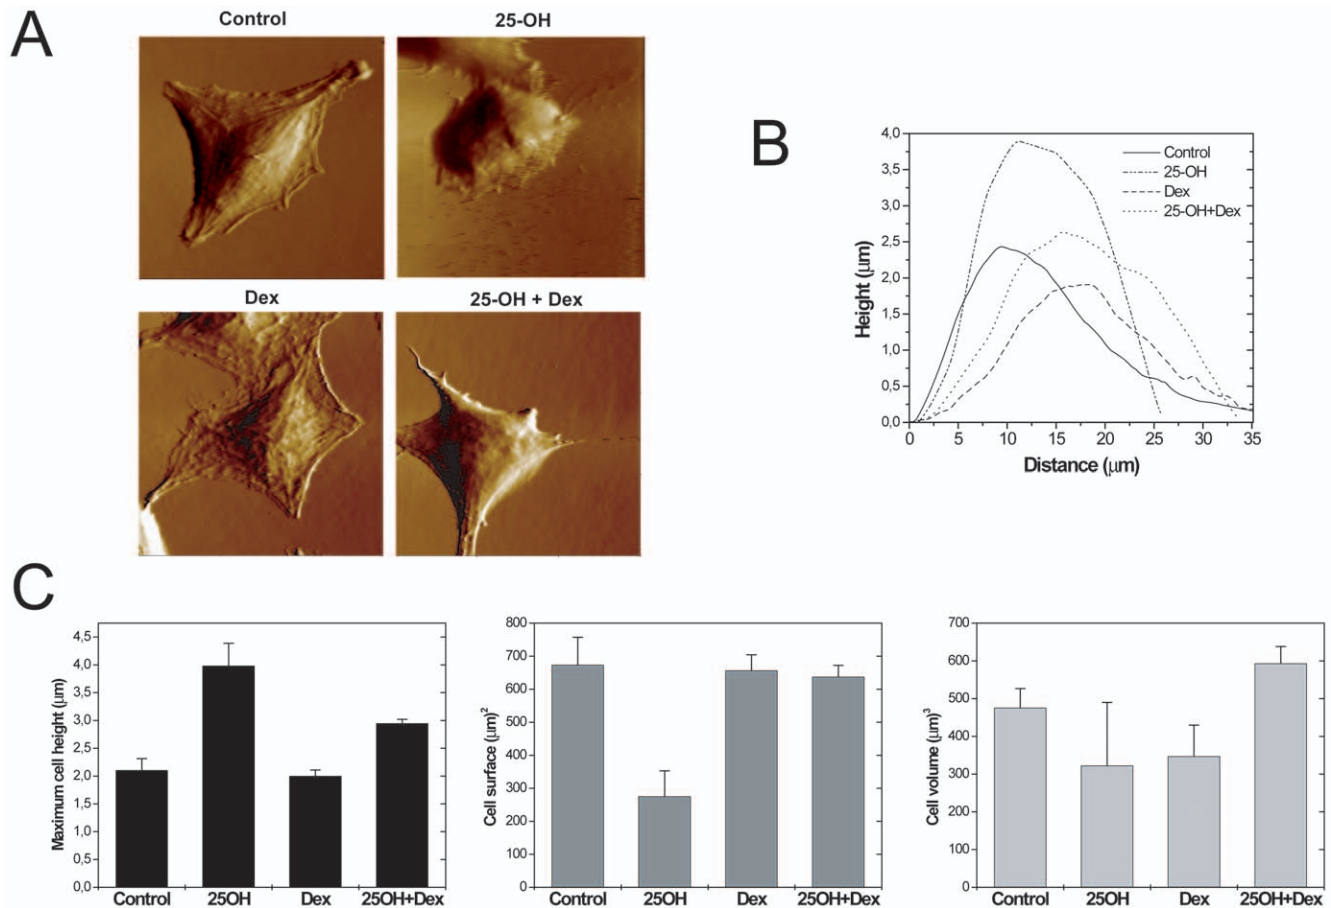 A
Control
25-OH
Dex
25-OH + Dex
B
4,0
3,5
3,0
2,5
2,0
1,5
1,0
0,5
0,0
Height (μm)
0 5 10 15 20 25 30 35
Distance (μm)
Control
25-OH
Dex
25-OH+Dex
C
4,5
4,0
3,5
3,0
2,5
2,0
1,5
1,0
0,5
0,0
Maximum cell height (μm)
Control 25OH Dex 25OH+Dex
800
700
600
500
400
300
200
100
0
Cell surface (μm)²
Control 25OH Dex 25OH+Dex
700
600
500
400
300
200
100
0
Cell volume (μm)³
Control 25OH Dex 25OH+Dex